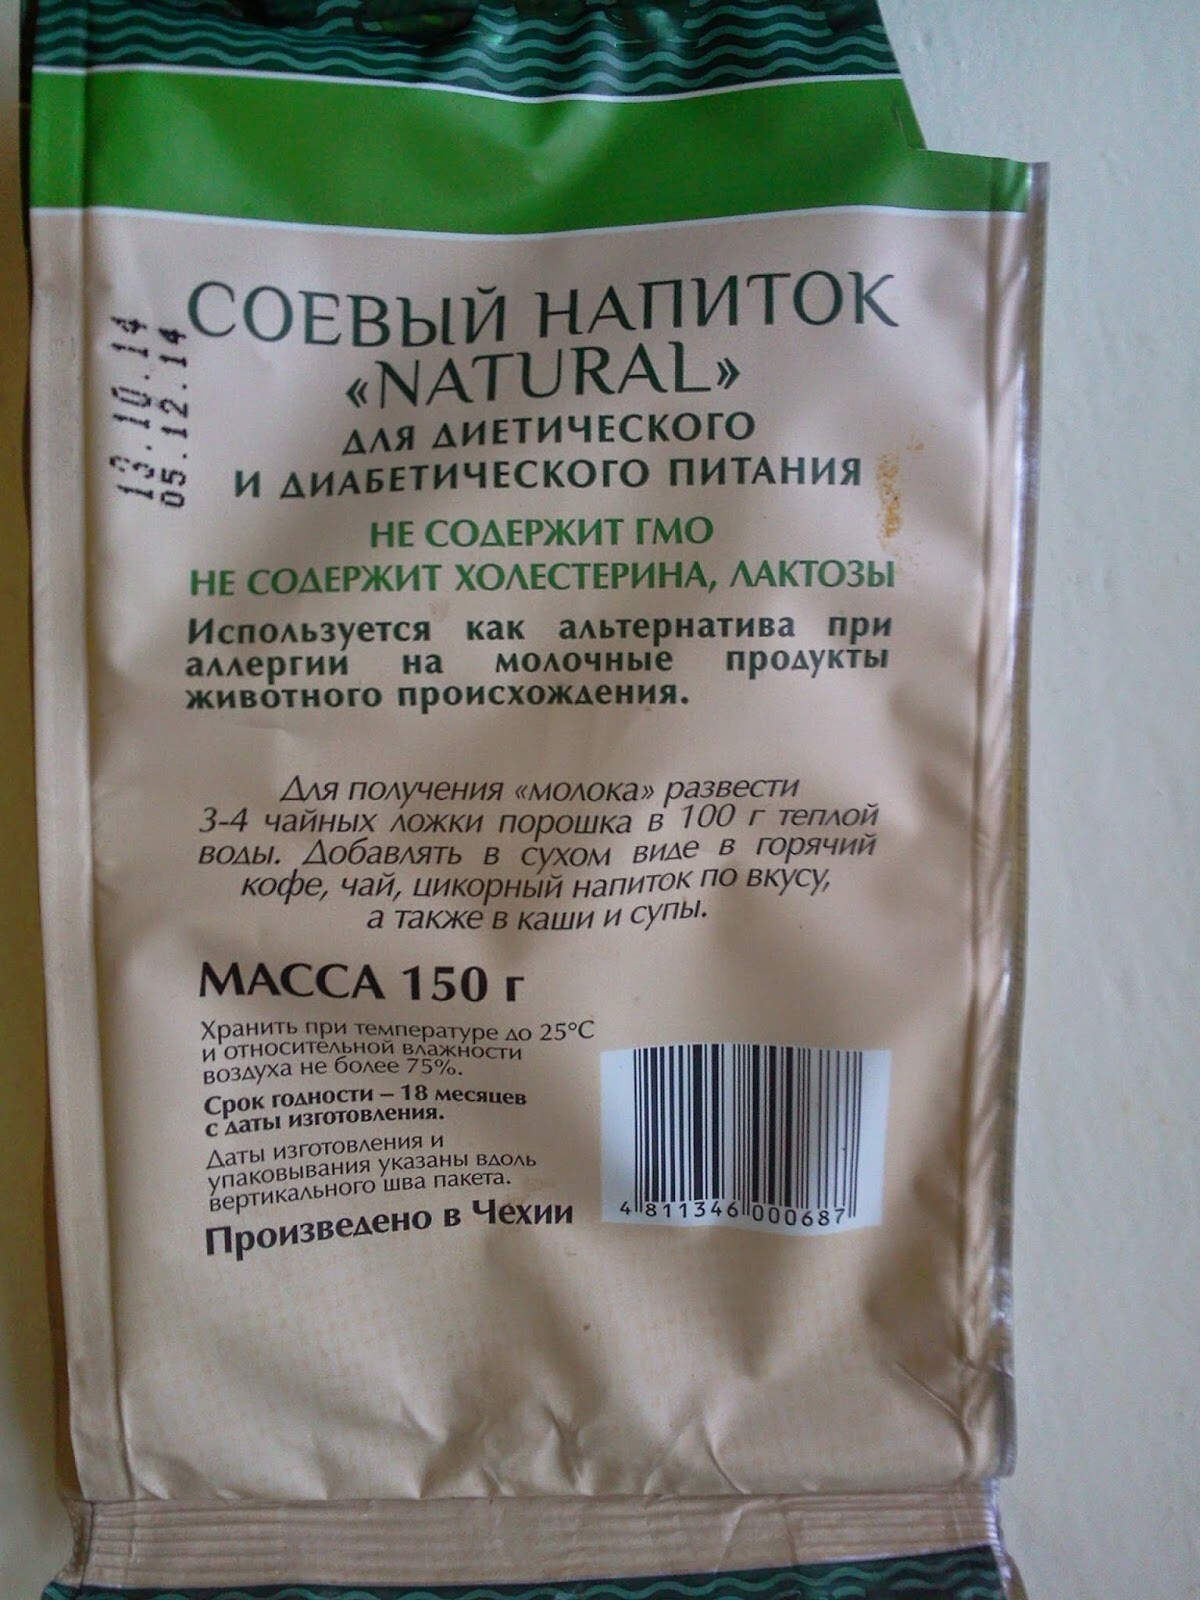 СОЕВЫЙ НАПИТОК
«NATURAL»
ДЛЯ ДИЕТИЧЕСКОГО
И ДИАБЕТИЧЕСКОГО ПИТАНИЯ
НЕ СОДЕРЖИТ ГМО
НЕ СОДЕРЖИТ ХОЛЕСТЕРИНА, ЛАКТОЗЫ
Используется как альтернатива при
аллергии на молочные продукты
животного происхождения.
Для получения «молока» развести
3-4 чайных ложки порошка в 100 г теплой
воды. Добавлять в сухом виде в горячий
кофе, чай, цикорный напиток по вкусу,
а также в каши и супы.
МАССА 150 г
Хранить при температуре до 25°С
и относительной влажности
воздуха не более 75%.
Срок годности – 18 месяцев
с даты изготовления.
Даты изготовления и
упаковывания указаны вдоль
вертикального шва пакета.
Произведено в Чехии
4 811346 000687
13.10.14
05.12.14